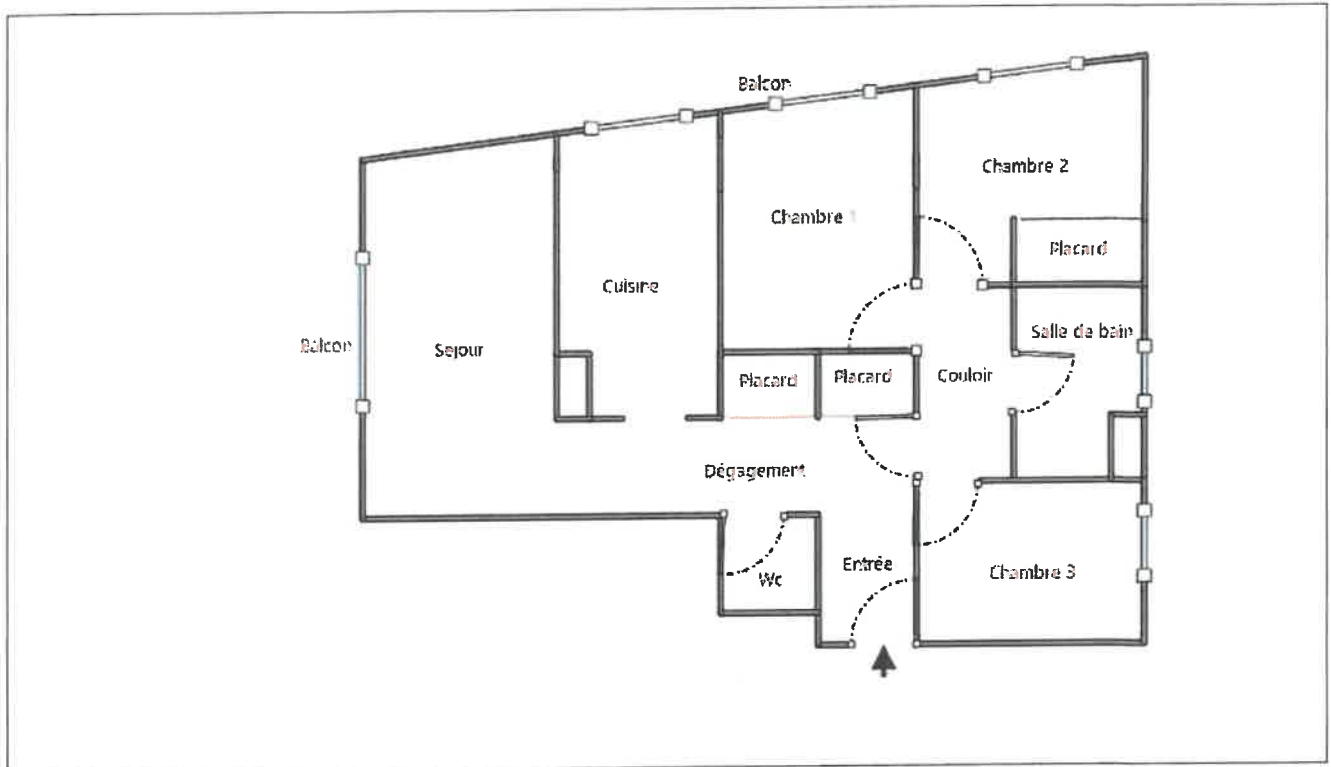 Balcon
Chambre 2
Chambre 1
Placard
Cuisine
Salle de bain
Balcon
Sejour
Placard
Placard
Couloir
Dégagement
Entrée
Wc
Chambre 3